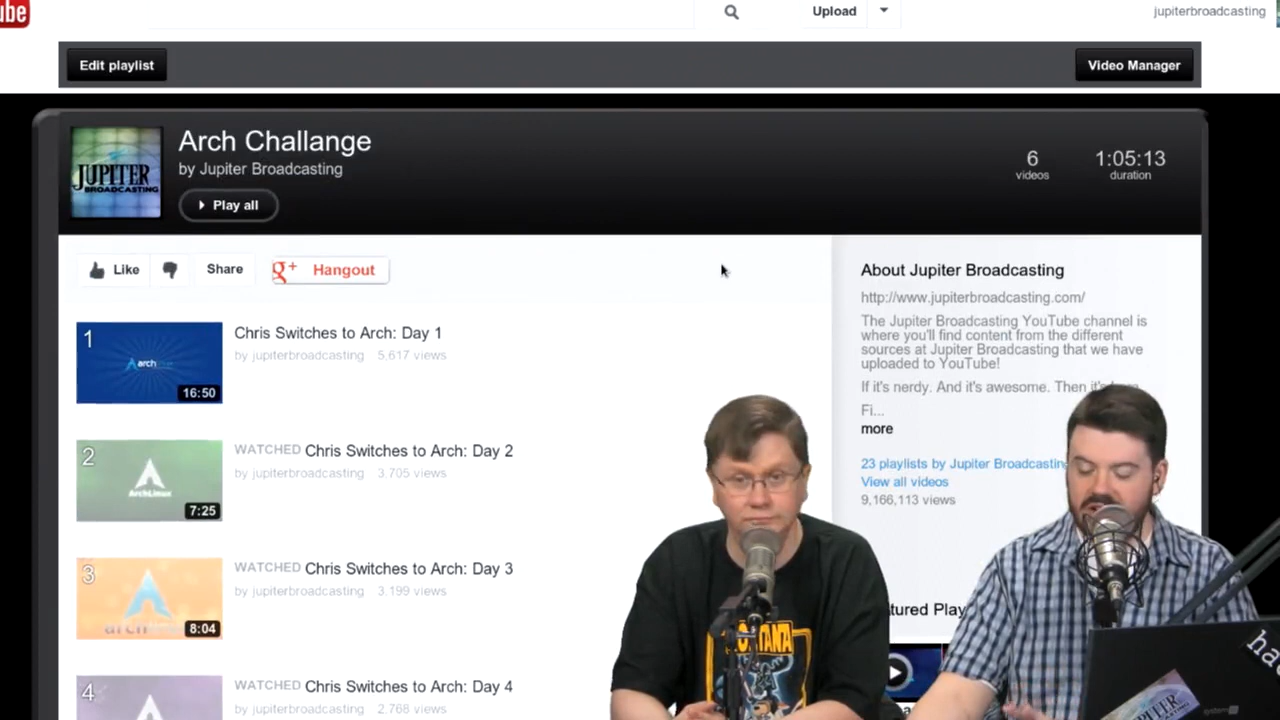 ube
Upload
jupiterbroadcasting
Edit playlist
Video Manager
JUPITER
BROADCASTING
Arch Challange
by Jupiter Broadcasting
6
videos
1:05:13
duration
Play all
Like
Share
g+ Hangout
1
arch
16:50
Chris Switches to Arch: Day 1
by jupiterbroadcasting 5,617 views
2
ArchLinux
7:25
WATCHED Chris Switches to Arch: Day 2
by jupiterbroadcasting 3,705 views
3
arch
8:04
WATCHED Chris Switches to Arch: Day 3
by jupiterbroadcasting 3,199 views
4
WATCHED Chris Switches to Arch: Day 4
by jupiterbroadcasting 2,768 views
About Jupiter Broadcasting
http://www.jupiterbroadcasting.com/
The Jupiter Broadcasting YouTube channel is
where you'll find content from the different
sources at Jupiter Broadcasting that we have
uploaded to YouTube!
If it's nerdy. And it's awesome. Then it's
Fi...
more
23 playlists by Jupiter Broadcasting
View all videos
9,166,113 views
tured Play
JUPITER
BROADCASTING
system
ha